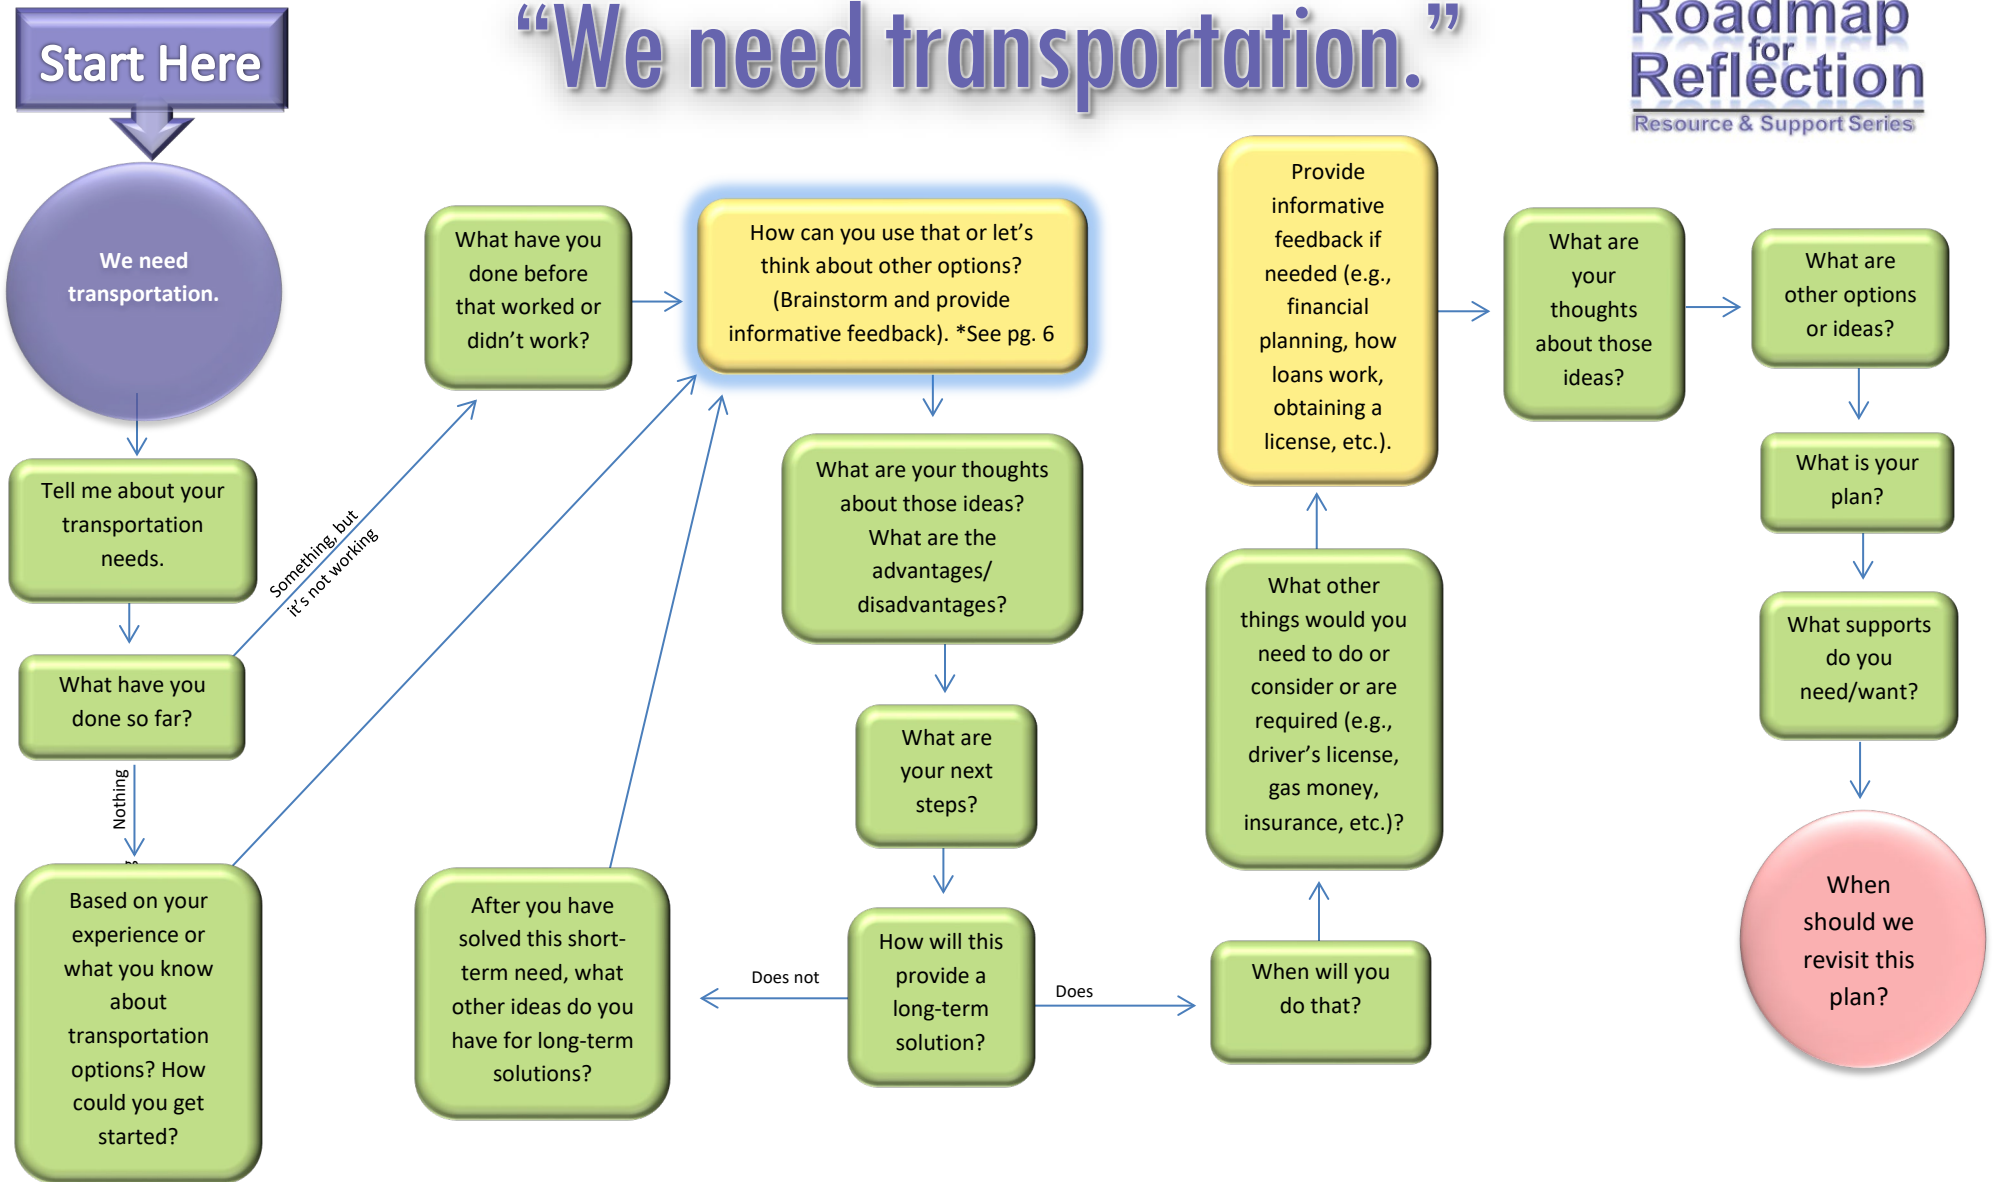 Start Here
“We need transportation.”
Roadmap
for
Reflection
Resource & Support Series
We need
transportation.
Tell me about your
transportation
needs.
What have you
done so far?
Something, but
it’s not working
Nothing
Based on your
experience or
what you know
about
transportation
options? How
could you get
started?
What have you
done before
that worked or
didn’t work?
How can you use that or let’s
think about other options?
(Brainstorm and provide
informative feedback). *See pg. 6
What are your thoughts
about those ideas?
What are the
advantages/
disadvantages?
What are
your next
steps?
How will this
provide a
long-term
solution?
Does not
After you have
solved this short-
term need, what
other ideas do you
have for long-term
solutions?
Does
When will you
do that?
What other
things would you
need to do or
consider or are
required (e.g.,
driver’s license,
gas money,
insurance, etc.)?
Provide
informative
feedback if
needed (e.g.,
financial
planning, how
loans work,
obtaining a
license, etc.).
What are
your
thoughts
about those
ideas?
What are
other options
or ideas?
What is your
plan?
What supports
do you
need/want?
When
should we
revisit this
plan?